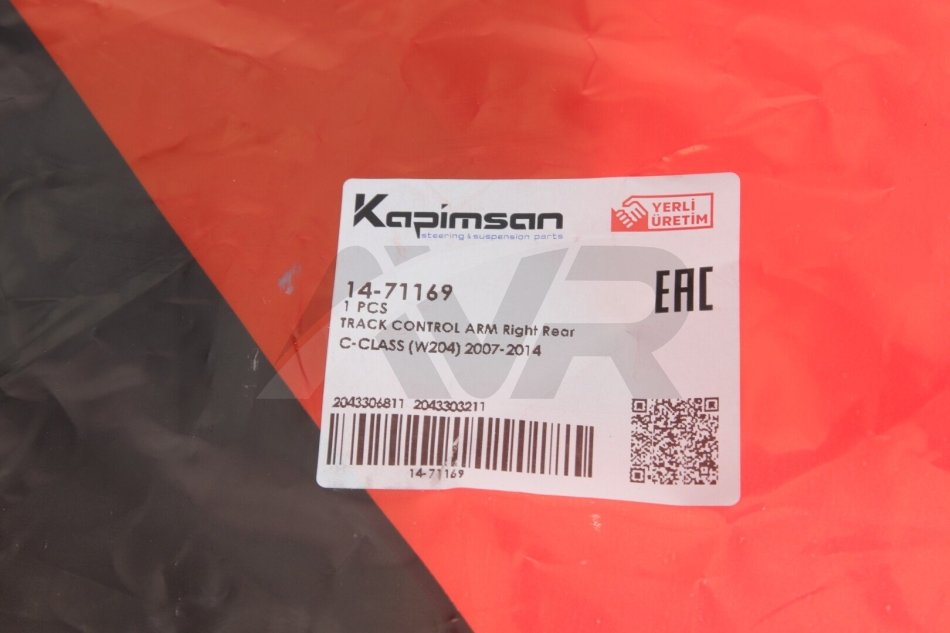 Kapimsan
steering & suspension parts
YERLİ
ÜRETİM
14-71169
1 PCS
TRACK CONTROL ARM Right Rear
C-CLASS (W204) 2007-2014
EAC
AVR
2043306811 2043303211
14-71169